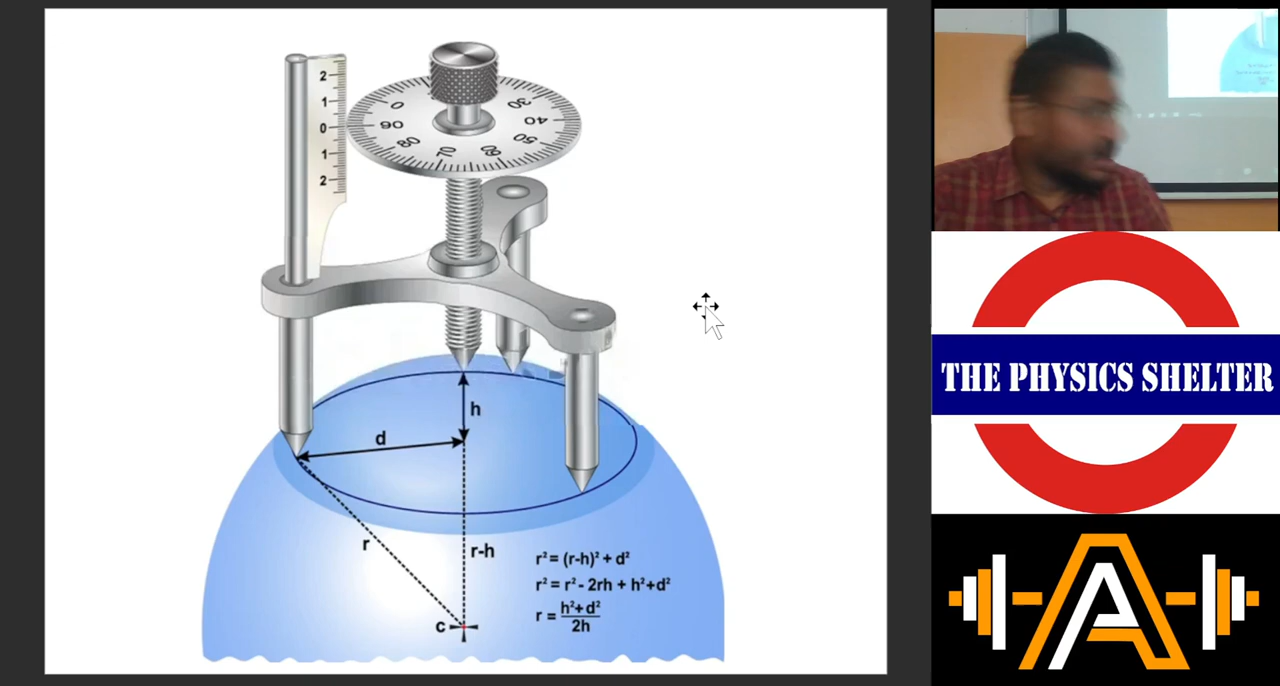 2
1
0
1
2
0
90
80
70
60
50
40
30
h
d
r
r-h
c
r² = (r-h)² + d²
r² = r² - 2rh + h²+d²
r = h²+d² / 2h
THE PHYSICS SHELTER
A